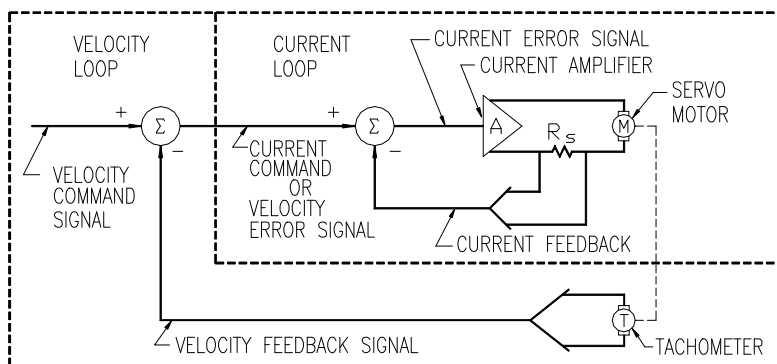 VELOCITY
LOOP
CURRENT
LOOP
CURRENT ERROR SIGNAL
CURRENT AMPLIFIER
SERVO
MOTOR
+
Σ
−
+
Σ
−
A
Rs
M
VELOCITY
COMMAND
SIGNAL
CURRENT
COMMAND
OR
VELOCITY
ERROR SIGNAL
CURRENT FEEDBACK
VELOCITY FEEDBACK SIGNAL
T
TACHOMETER